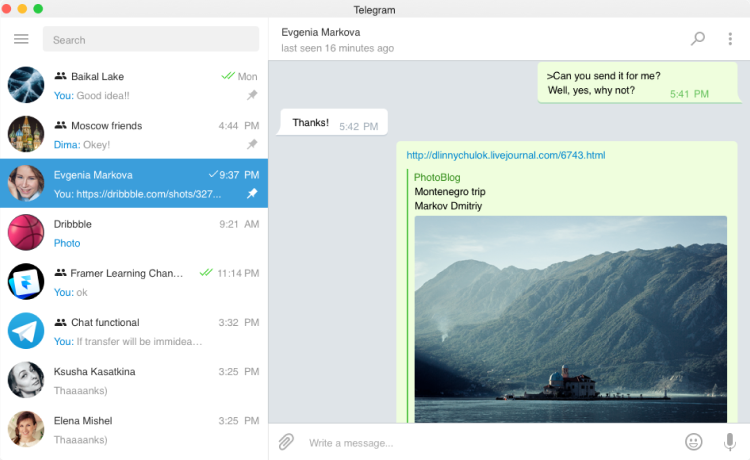 Telegram
Search
Baikal Lake
Mon
You: Good idea!!
Moscow friends
4:44 PM
Dima: Okey!
Evgenia Markova
9:37 PM
You: https://dribbble.com/shots/327...
Dribbble
9:21 AM
Photo
Framer Learning Chan...
11:14 PM
You: ok
Chat functional
3:32 PM
You: If transfer will be immidea...
Ksusha Kasatkina
3:25 PM
Thaaaanks)
Elena Mishel
3:25 PM
Thaaaanks)
Evgenia Markova
last seen 16 minutes ago
>Can you send it for me?
Well, yes, why not?
5:41 PM
Thanks!
5:42 PM
http://dlinnychulok.livejournal.com/6743.html
PhotoBlog
Montenegro trip
Markov Dmitriy
Write a message...